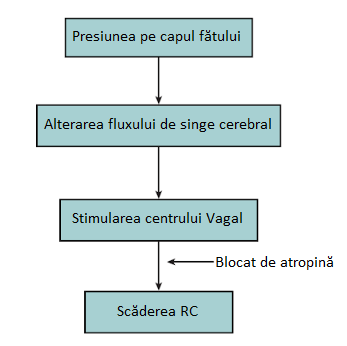 Presiunea pe capul fătului
Alterarea fluxului de singe cerebral
Stimularea centrului Vagal
Blocat de atropină
Scăderea RC